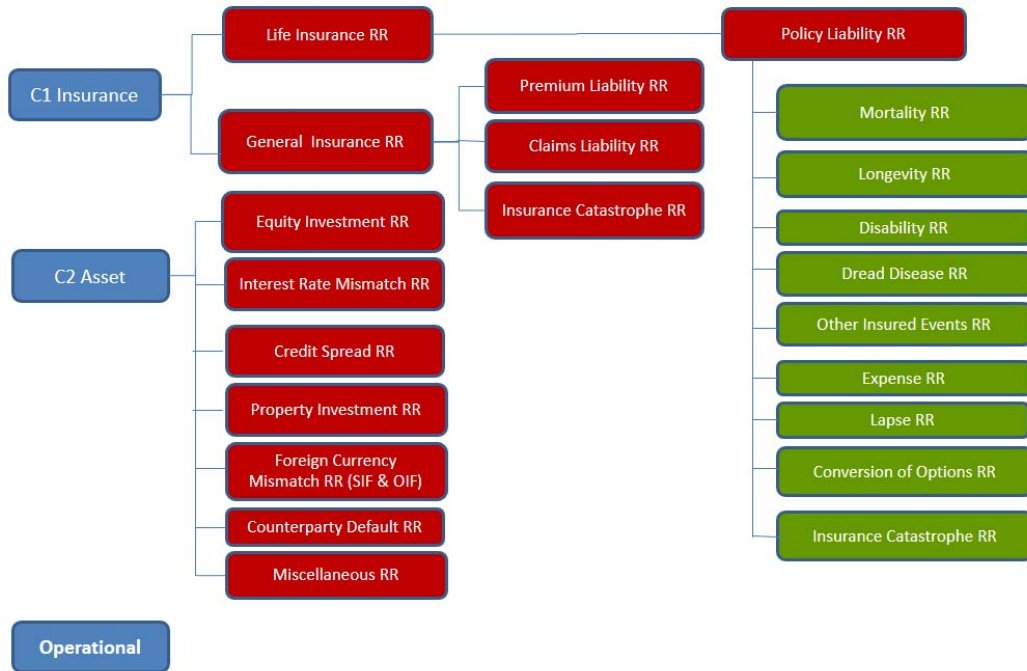 C1 Insurance
Life Insurance RR
Policy Liability RR
General Insurance RR
Premium Liability RR
Claims Liability RR
Insurance Catastrophe RR
Mortality RR
Longevity RR
Disability RR
Dread Disease RR
Other Insured Events RR
Expense RR
Lapse RR
Conversion of Options RR
Insurance Catastrophe RR
C2 Asset
Equity Investment RR
Interest Rate Mismatch RR
Credit Spread RR
Property Investment RR
Foreign Currency
Mismatch RR (SIF & OIF)
Counterparty Default RR
Miscellaneous RR
Operational